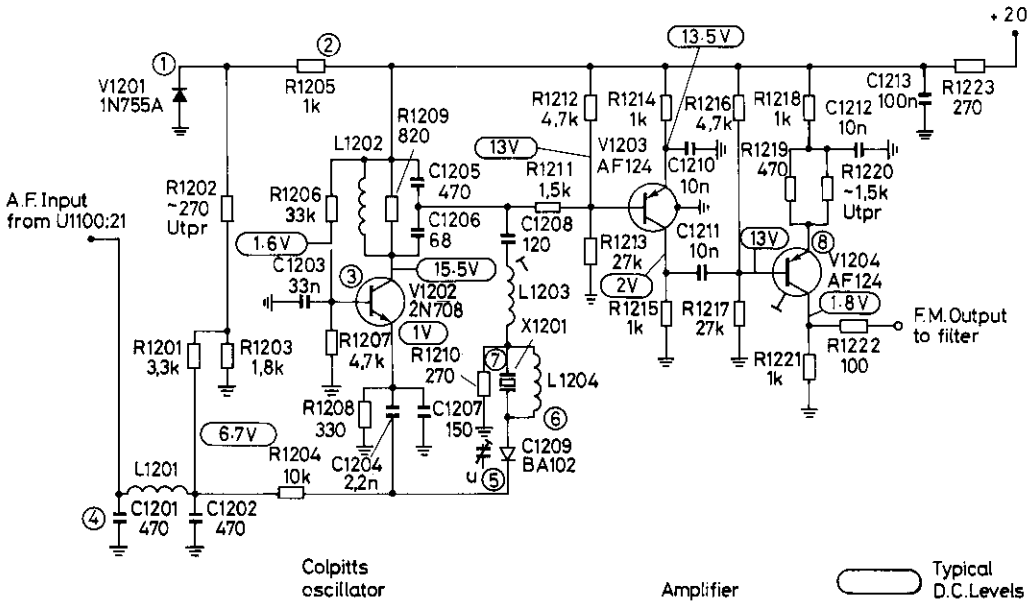 + 20
13·5V
1
2
V1201
1N755A
R1205
1k
R1209
820
L1202
R1212
4,7k
R1214
1k
R1216
4,7k
R1218
1k
C1213
100n
R1223
270
C1212
10n
V1203
AF124
13V
R1211
1,5k
C1210
10n
R1219
470
R1220
~1,5k
Utpr
A.F. Input
from U1100:21
R1202
~270
Utpr
R1206
33k
C1205
470
C1206
68
C1208
120
R1213
27k
C1211
10n
13V
8
V1204
AF124
1·6V
C1203
33n
3
15·5V
V1202
2N708
1V
L1203
X1201
2V
R1215
1k
R1217
27k
1·8V
F.M. Output
to filter
R1222
100
R1221
1k
R1201
3,3k
R1203
1,8k
R1207
4,7k
R1210
270
7
L1204
6
R1208
330
C1207
150
C1204
2,2n
C1209
BA102
u
5
6·7V
R1204
10k
L1201
4
C1201
470
C1202
470
Colpitts
oscillator
Amplifier
Typical
D.C. Levels